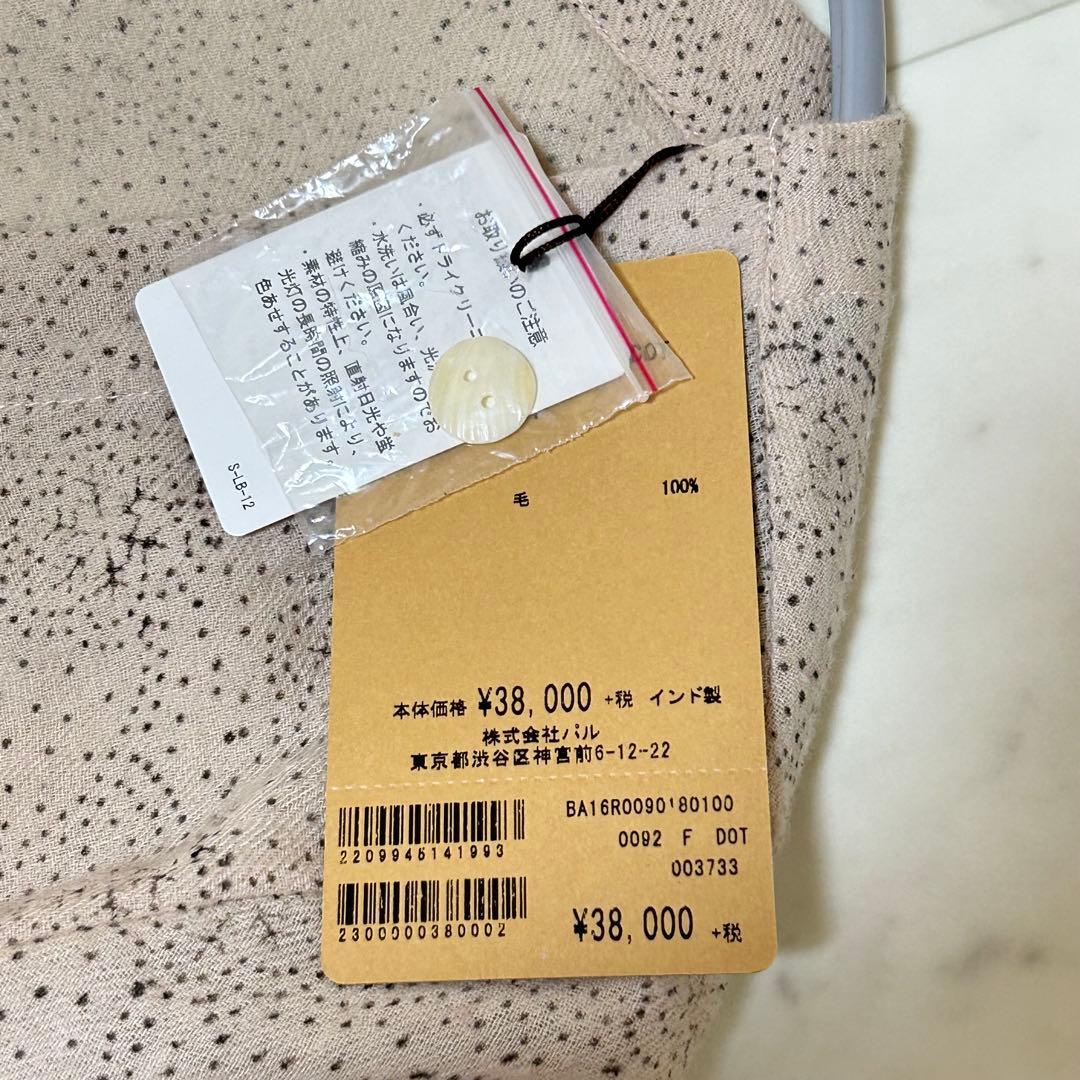 お取り扱いのご注意
・必ずドライクリーニ
ください。
・水洗いは風合い、光
縮みの原因になりますのでお
避けください。
・素材の特性上、直射日光や蛍
光灯の長時間の照射により、
色あせすることがあります。
S-LB-12
毛 100%
本体価格 ¥38,000 +税 インド製
株式会社パル
東京都渋谷区神宮前6-12-22
BA16R0090180100
2209945141993
0092 F DOT
003733
2300000380002
¥38,000 +税